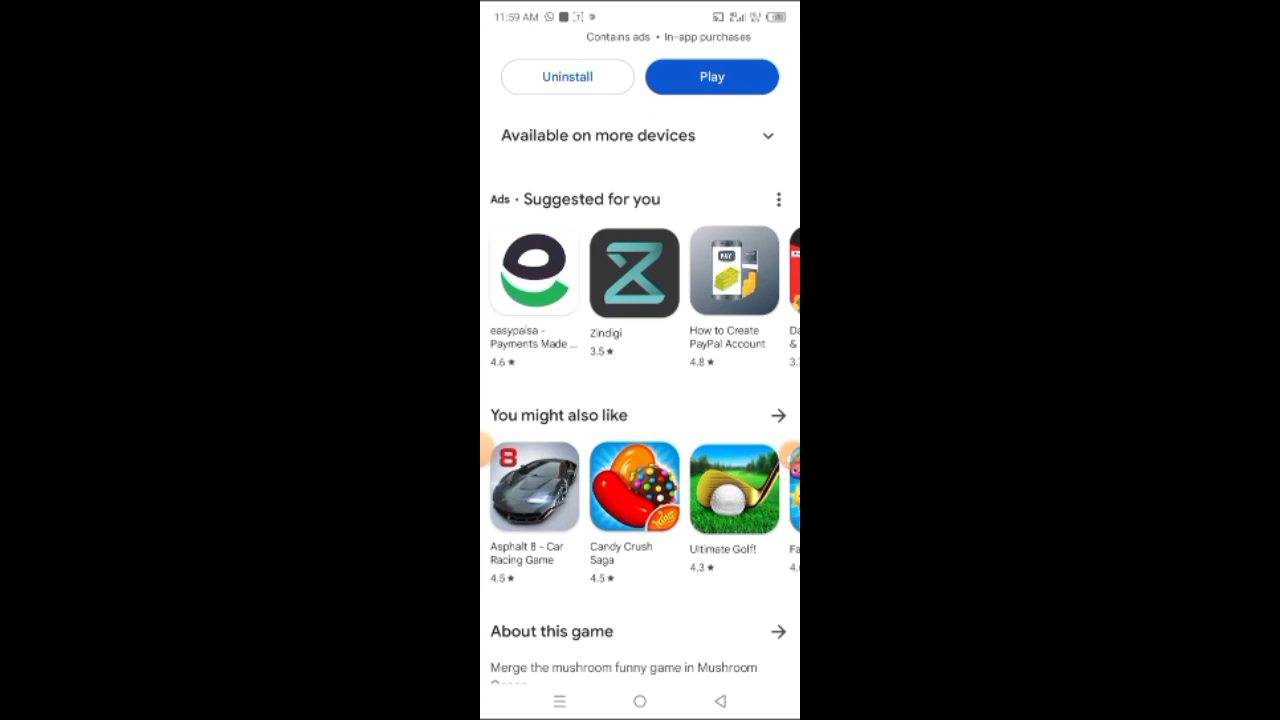 11:59 AM
Contains ads • In-app purchases
Uninstall
Play
Available on more devices
Ads • Suggested for you
PAY
easypaisa -
Payments Made ...
4.6 ★
Zindigi
3.5 ★
How to Create
PayPal Account
4.8 ★
&
You might also like
8
King
Asphalt 8 - Car
Racing Game
4.5 ★
Candy Crush
Saga
4.5 ★
Ultimate Golf!
4.3 ★
About this game
Merge the mushroom funny game in Mushroom